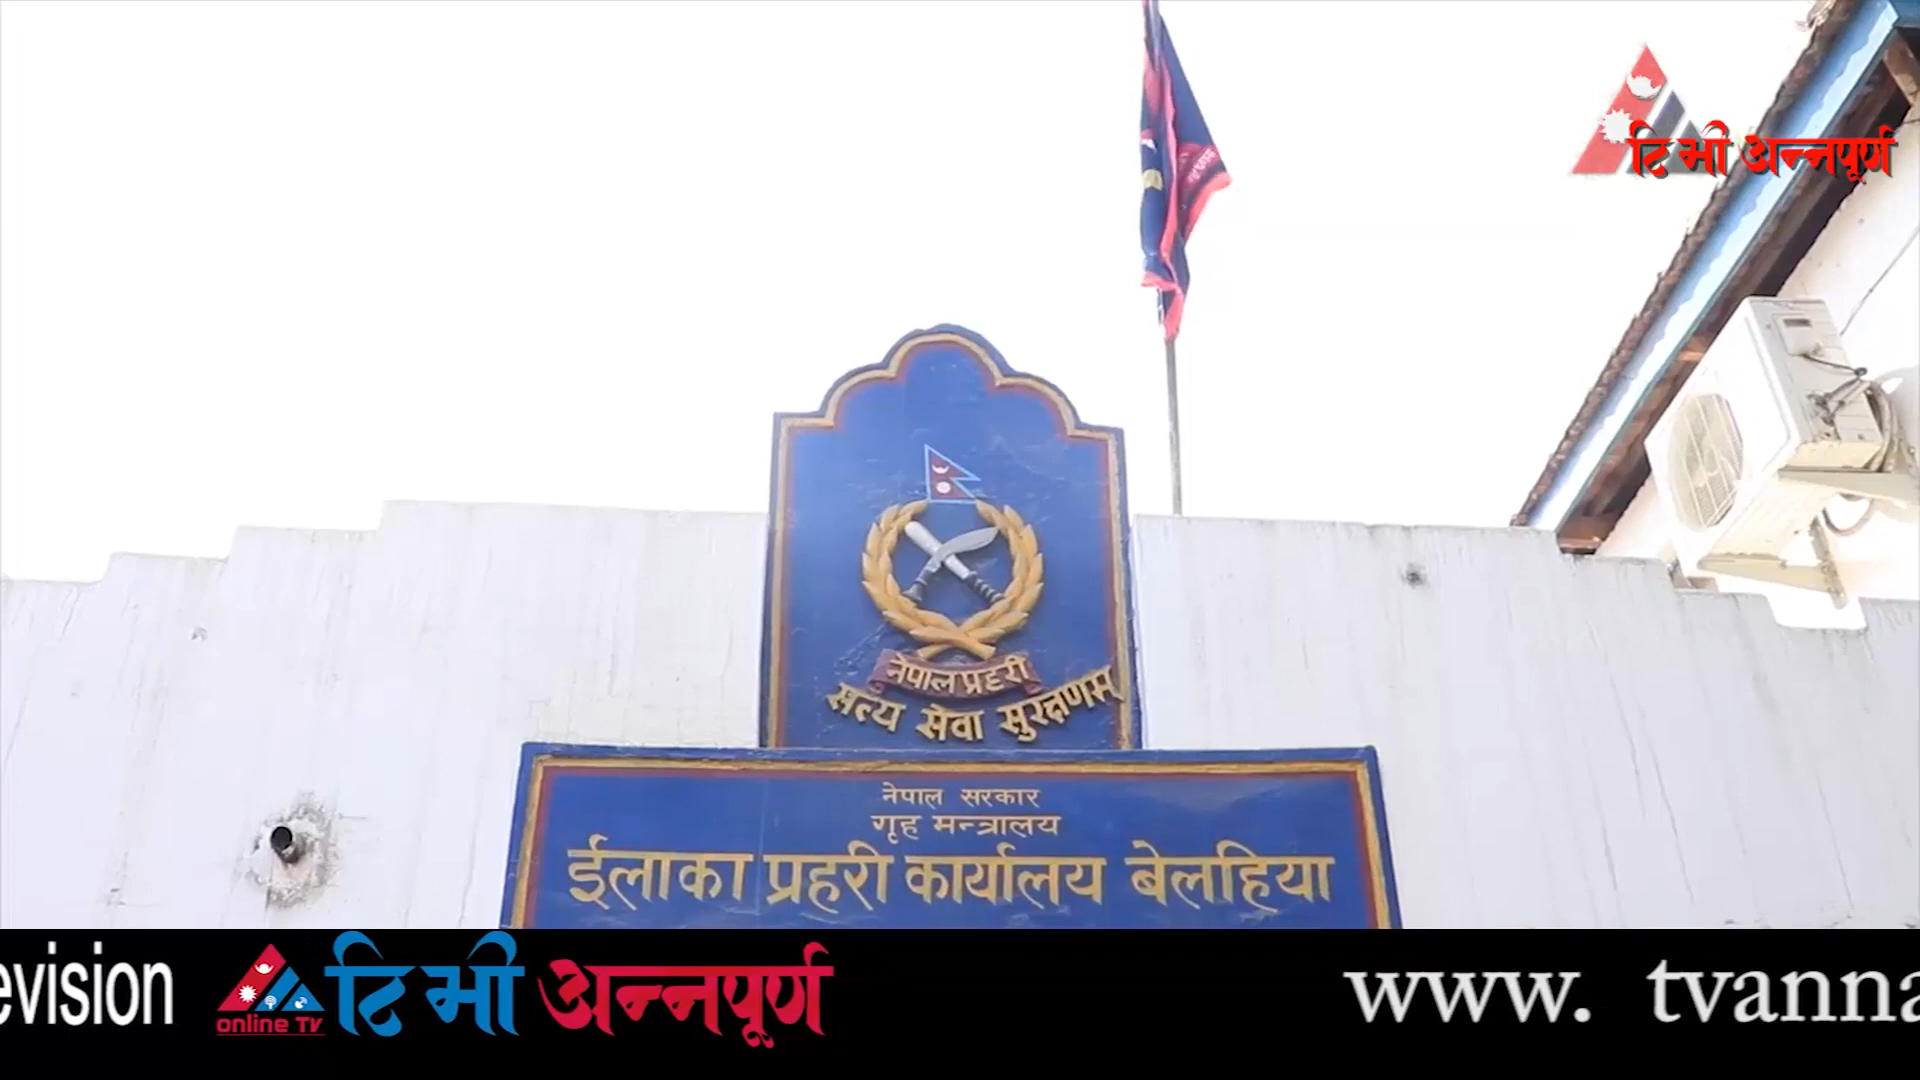 टिभी अन्नपूर्ण
नेपाल प्रहरी
सत्य सेवा सुरक्षणम्
नेपाल सरकार
गृह मन्त्रालय
ईलाका प्रहरी कार्यालय बेलहिया
evision
online TV
टिभी अन्नपूर्ण
www. tvanna